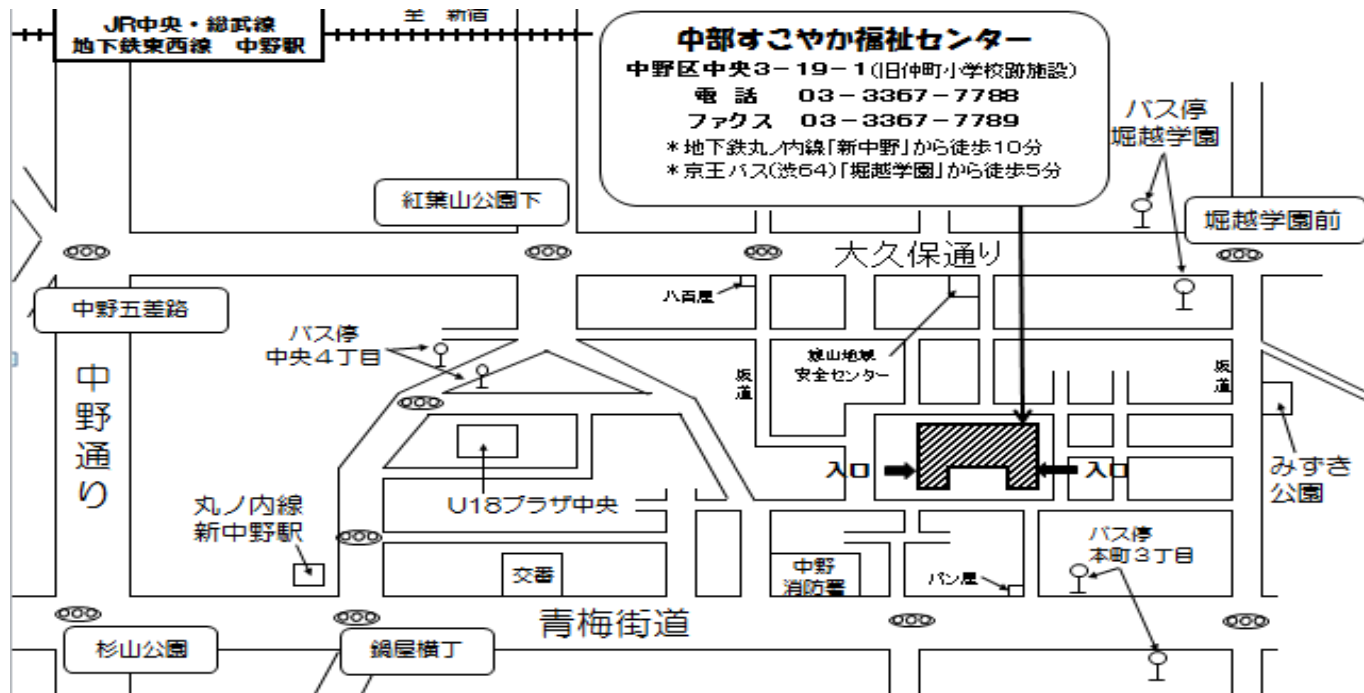 JR中央・総武線
地下鉄東西線　中野駅
至　新宿
中部すこやか福祉センター
中野区中央3－19－1(旧仲町小学校跡施設)
電　話　03－3367－7788
ファクス　03－3367－7789
＊地下鉄丸ノ内線「新中野」から徒歩10分
＊京王バス(渋64)「堀越学園」から徒歩5分
バス停
堀越学園
紅葉山公園下
堀越学園前
大久保通り
中野五差路
八百屋
バス停
中央４丁目
地域
安全センター
坂道
坂道
中野通り
入口
入口
みずき
公園
U18プラザ中央
丸ノ内線
新中野駅
バス停
本町３丁目
交番
中野
消防署
パン屋
青梅街道
杉山公園
鍋屋横丁